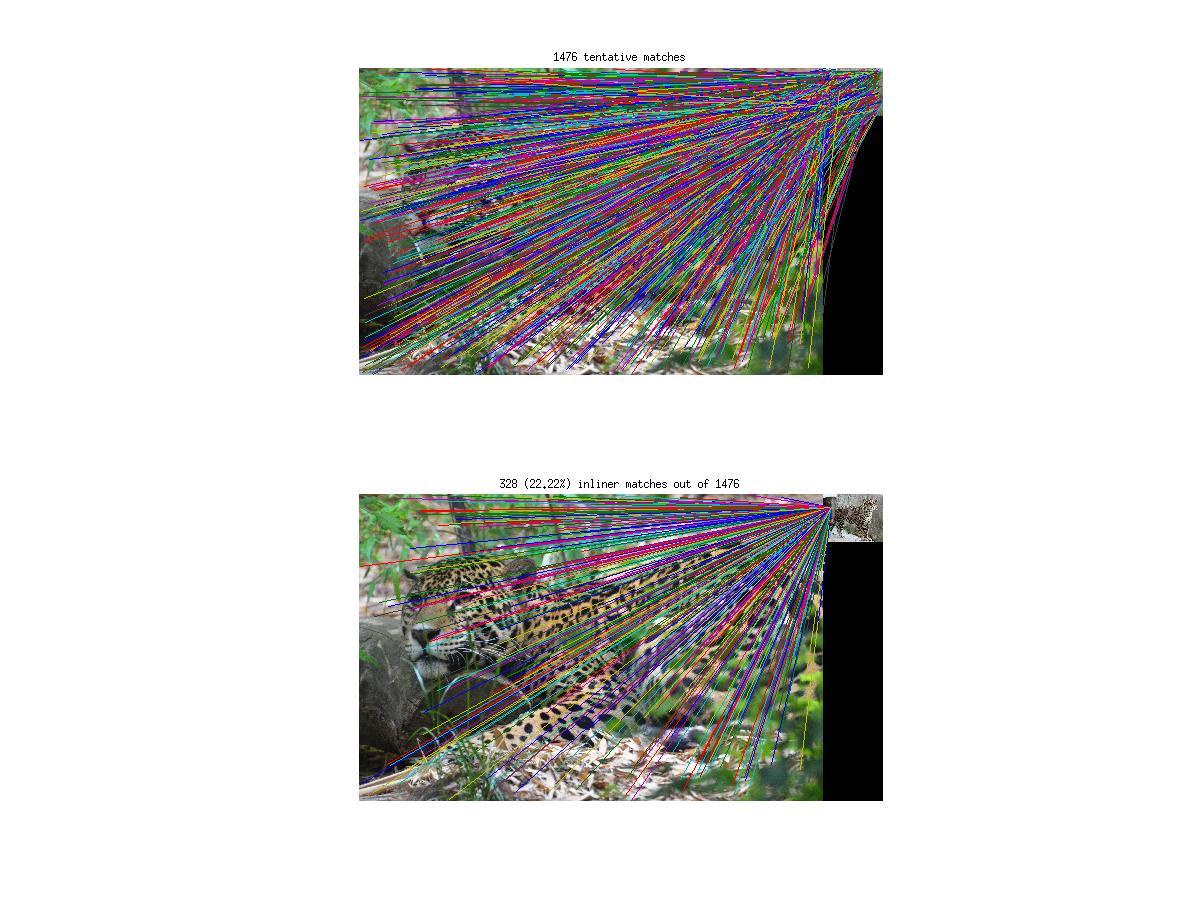 1476 tentative matches
328 (22.22%) inliner matches out of 1476